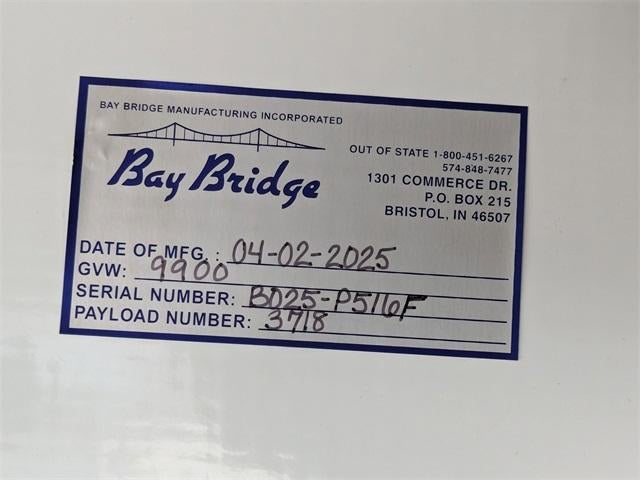 BAY BRIDGE MANUFACTURING INCORPORATED
Bay Bridge
OUT OF STATE 1-800-451-6267
574-848-7477
1301 COMMERCE DR.
P.O. BOX 215
BRISTOL, IN 46507
DATE OF MFG. : 04-02-2025
GVW: 9900
SERIAL NUMBER: BD25-P516F
PAYLOAD NUMBER: 3718